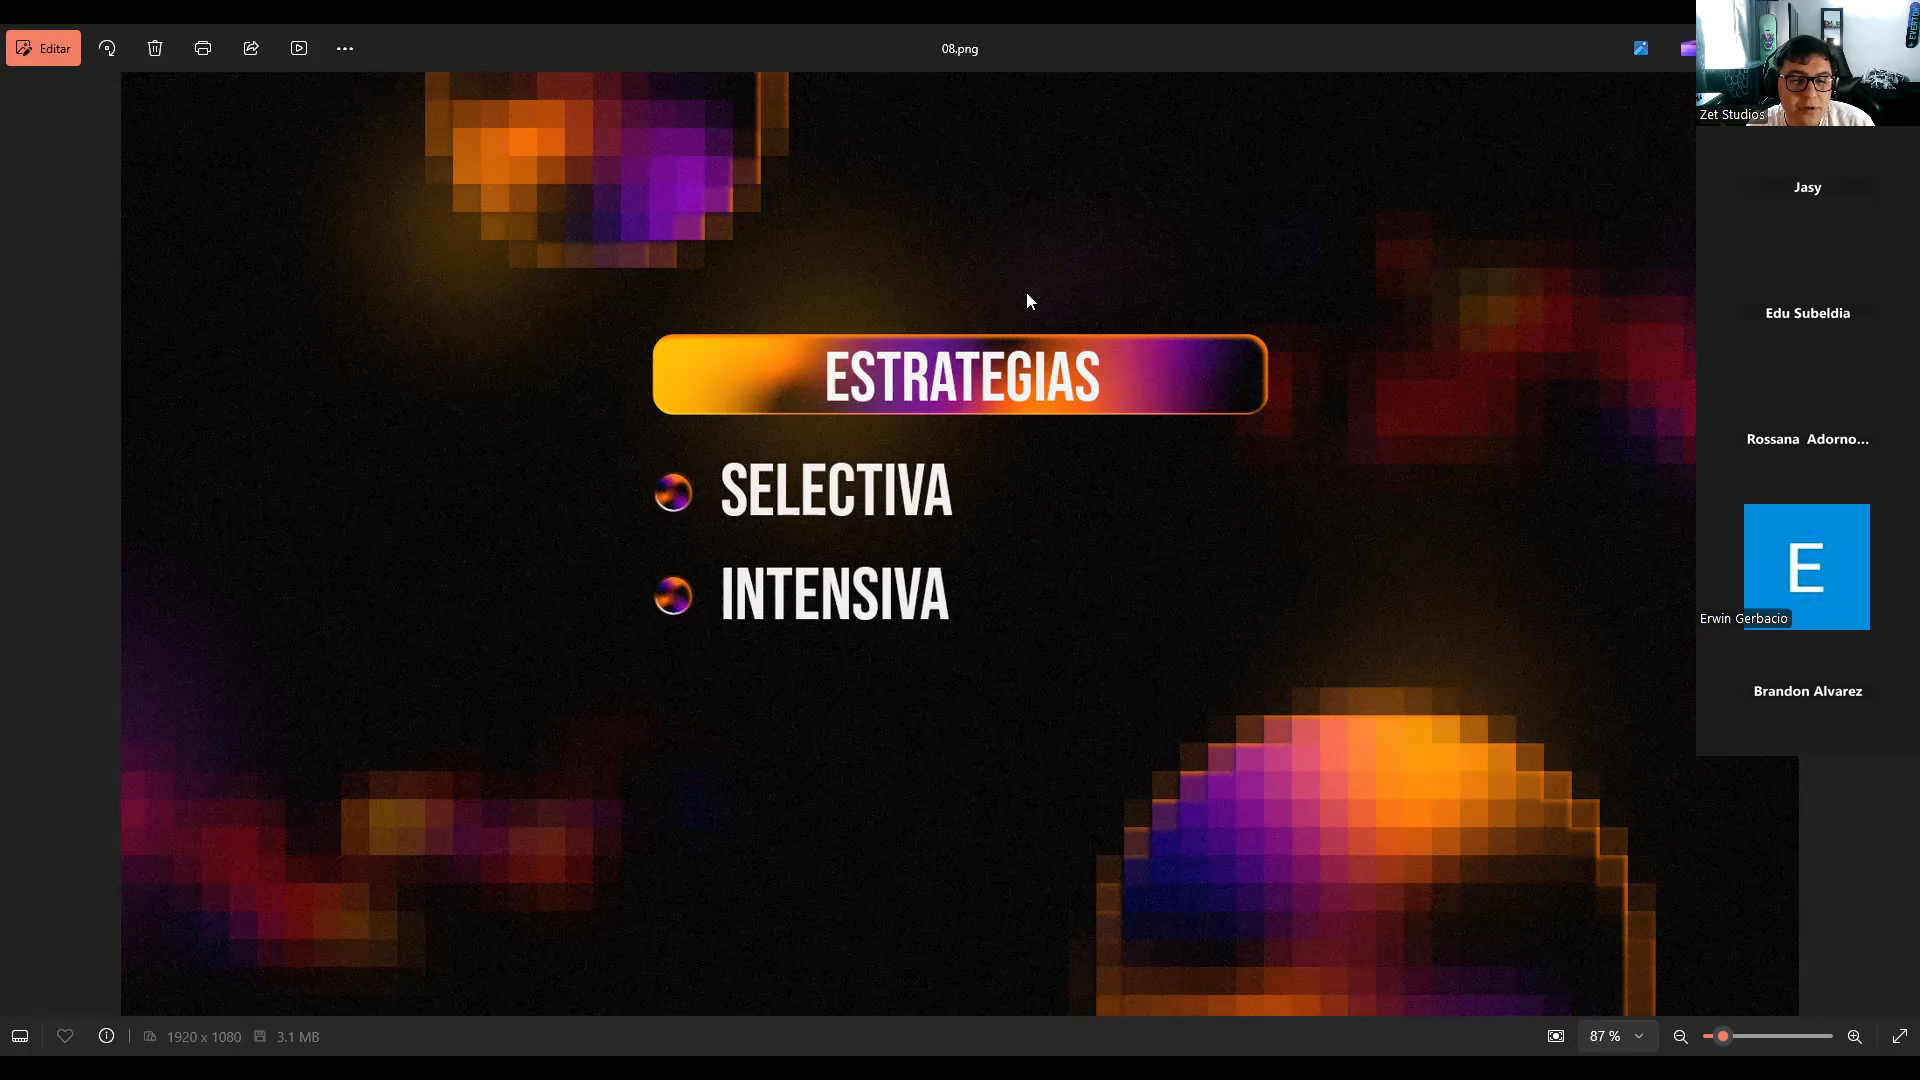 Editar
08.png
ESTRATEGIAS
SELECTIVA
INTENSIVA
EVERTON
Zet Studios
Jasy
Edu Subeldia
Rossana Adorno...
E
Erwin Gerbacio
Brandon Alvarez
1920 x 1080
3.1 MB
87 %